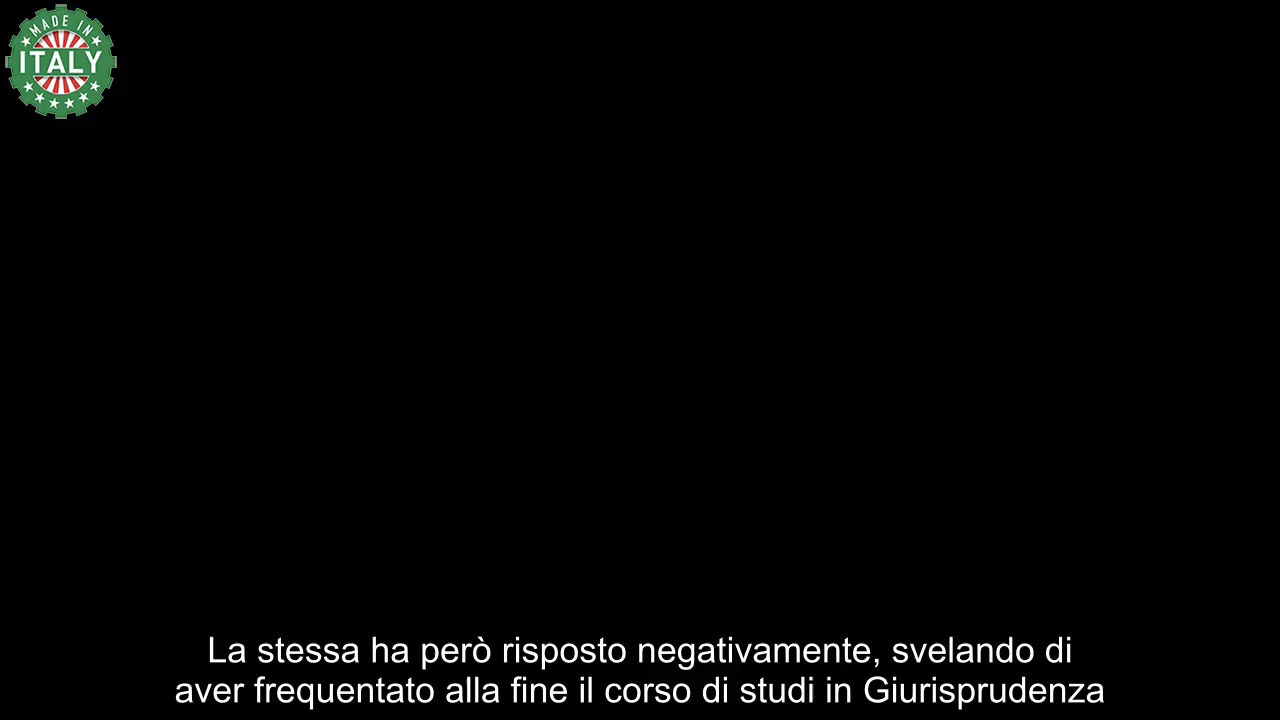 MADE IN
ITALY
La stessa ha però risposto negativamente, svelando di
aver frequentato alla fine il corso di studi in Giurisprudenza